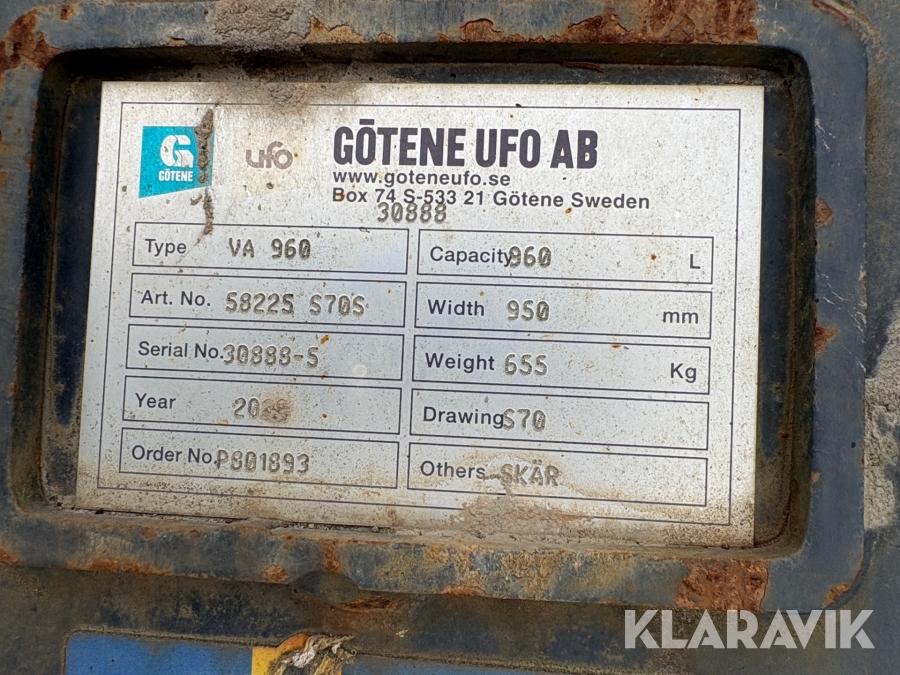 G
GÖTENE
ufo
GÖTENE UFO AB
www.goteneufo.se
Box 74 S-533 21 Götene Sweden
30888
Type VA 960
Capacity 960 L
Art. No. 58225 S70S
Width 950 mm
Serial No. 30888-5
Weight 655 Kg
Year
Drawing S70
Order No. P801893
Others SKÄR
KLARAVIK